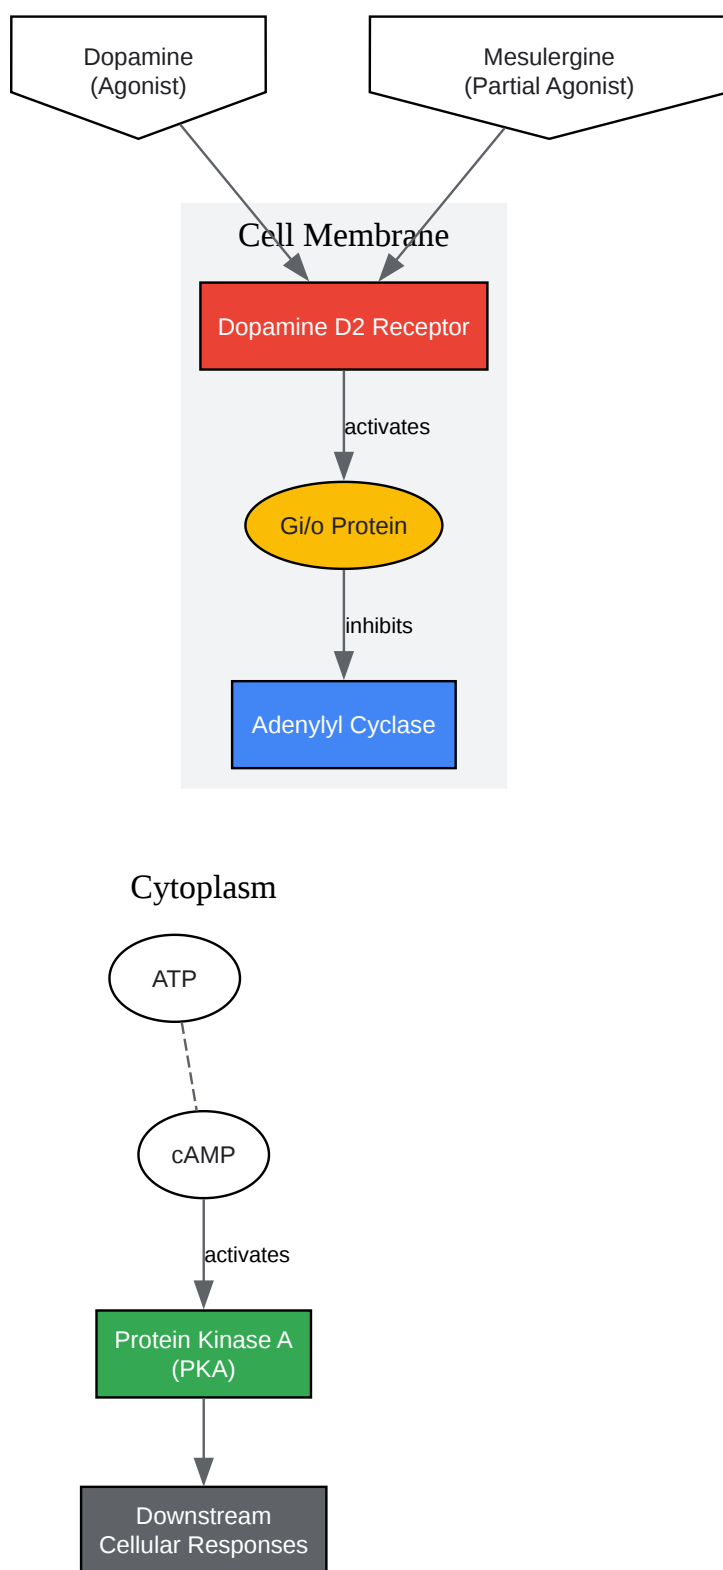 Dopamine
(Agonist)
Mesulergine
(Partial Agonist)
Cell Membrane
Dopamine D2 Receptor
activates
Gi/o Protein
inhibits
Adenylyl Cyclase
Cytoplasm
ATP
cAMP
activates
Protein Kinase A
(PKA)
Downstream
Cellular Responses